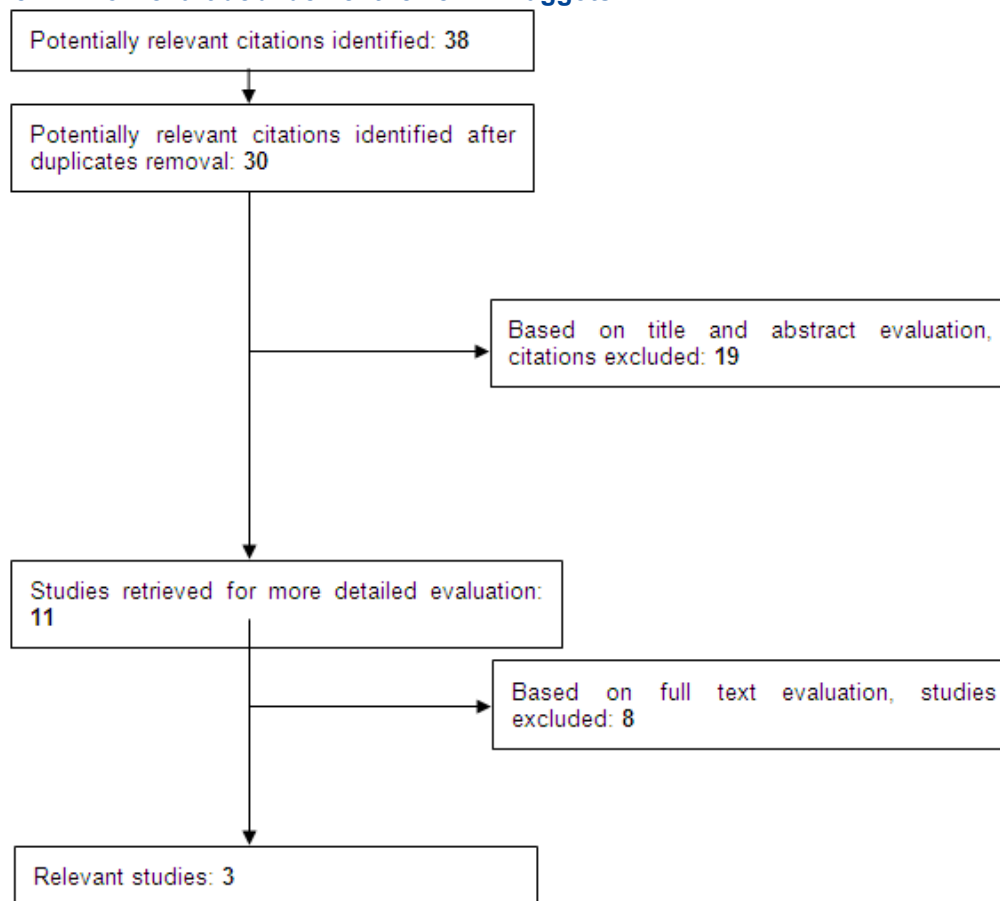 Potentially relevant citations identified: 38
Potentially relevant citations identified after
duplicates removal: 30
Based on title and abstract evaluation,
citations excluded: 19
Studies retrieved for more detailed evaluation:
11
Based on full text evaluation, studies
excluded: 8
Relevant studies: 3